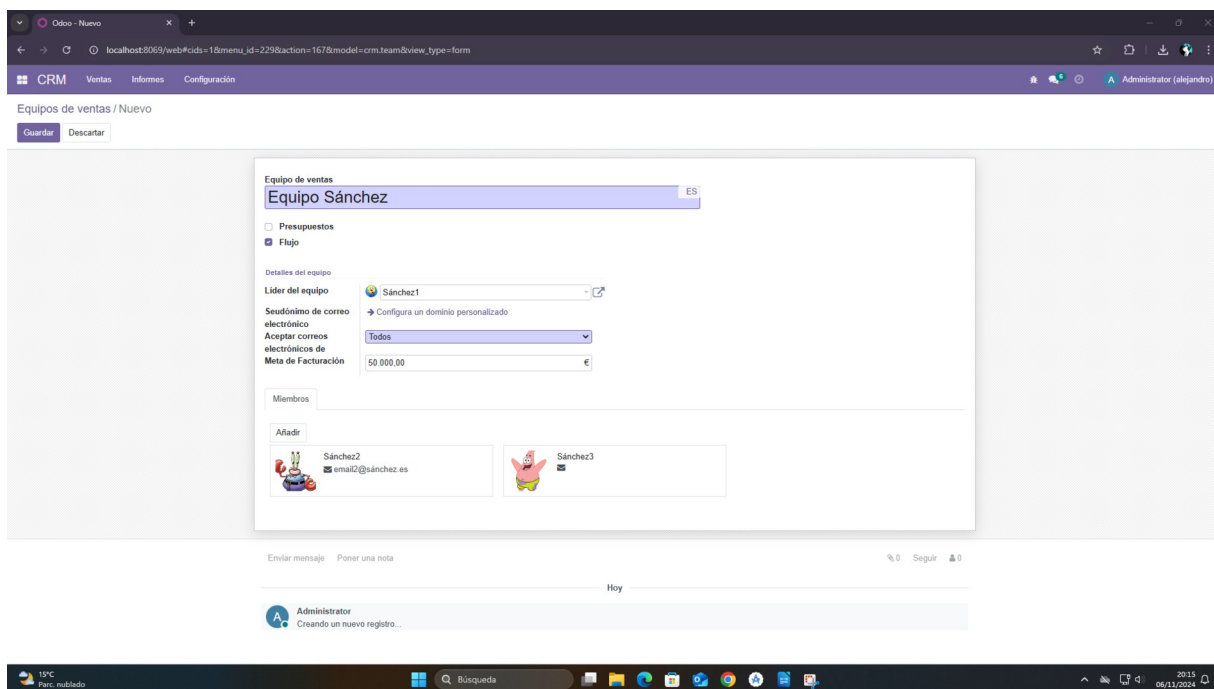 Odoo - Nuevo
localhost:8069/web#cids=1&menu_id=229&action=167&model=crm.team&view_type=form
CRM Ventas Informes Configuración 6 A Administrator (alejandro)
Equipos de ventas / Nuevo
Guardar Descartar
Equipo de ventas
Equipo Sánchez ES
Presupuestos
Flujo
Detalles del equipo
Líder del equipo Sánchez1
Seudónimo de correo electrónico Configura un dominio personalizado
Aceptar correos electrónicos de Todos
Meta de Facturación 50.000,00 €
Miembros
Añadir
Sánchez2 Sánchez3
email2@sánchez.es
Enviar mensaje Poner una nota 0 Seguir 0
Hoy
A Administrator
Creando un nuevo registro...
15°C Búsqueda 20:15
Parc. nublado 06/11/2024